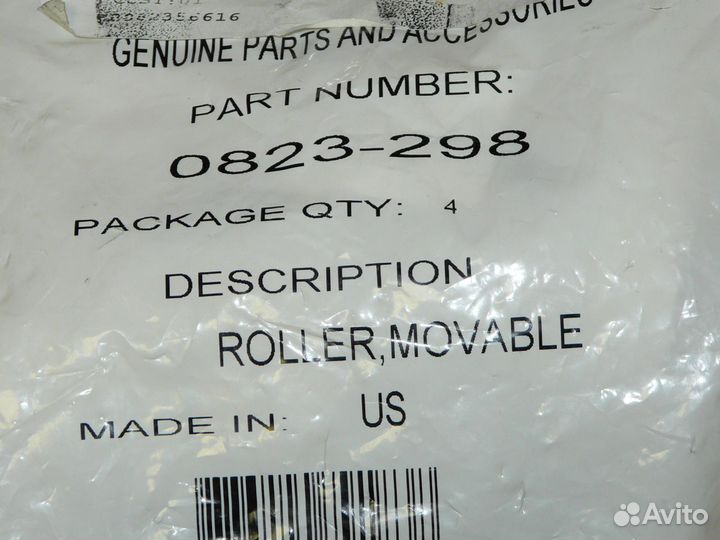 GENUINE PARTS AND ACCESSORIES
PART NUMBER:
0823-298
PACKAGE QTY: 4
DESCRIPTION
ROLLER,MOVABLE
MADE IN: US
Avito